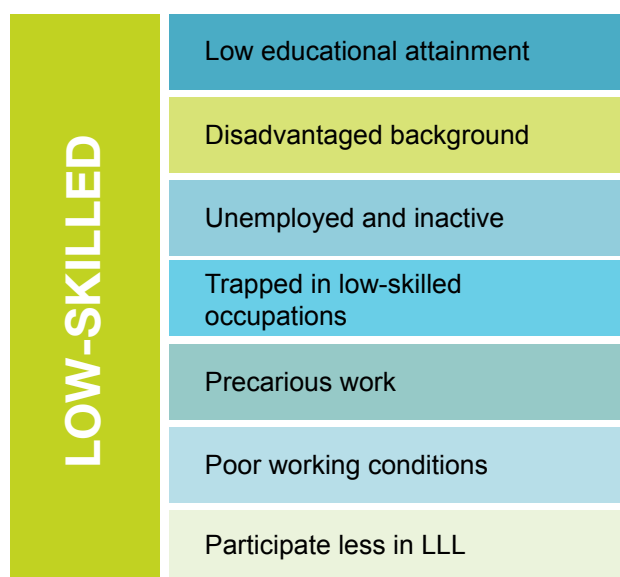 LOW-SKILLED
Low educational attainment
Disadvantaged background
Unemployed and inactive
Trapped in low-skilled
occupations
Precarious work
Poor working conditions
Participate less in LLL